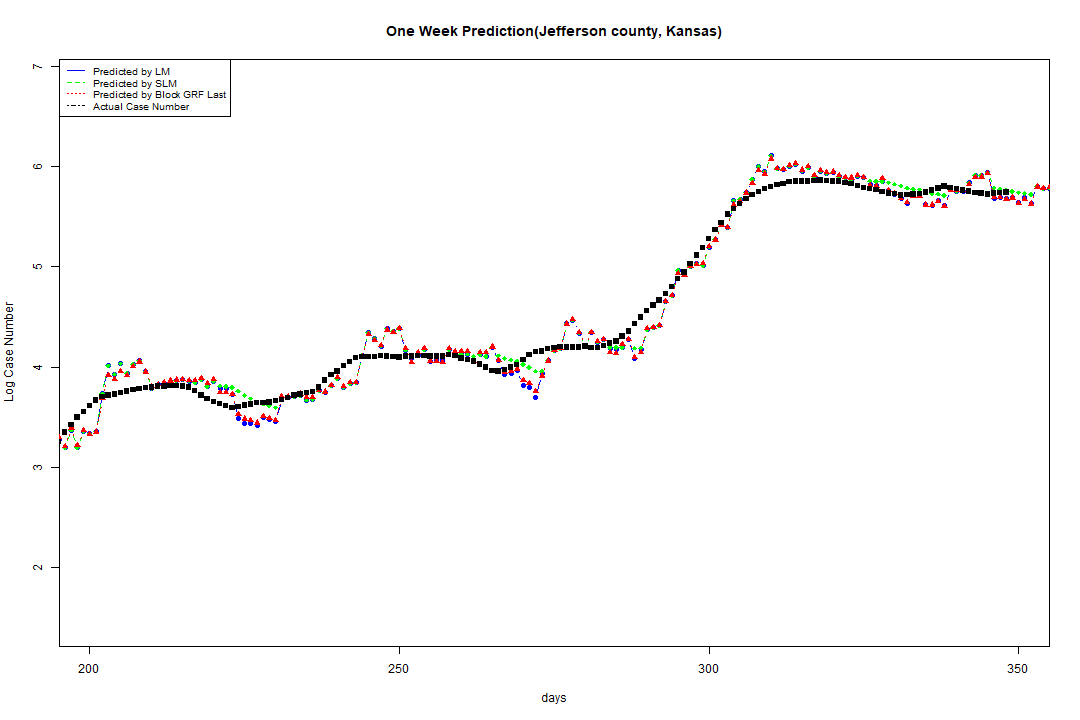 One Week Prediction(Jefferson county, Kansas)
Predicted by LM
Predicted by SLM
Predicted by Block GRF Last
Actual Case Number
7
6
5
4
3
2
Log Case Number
200
250
300
350
days